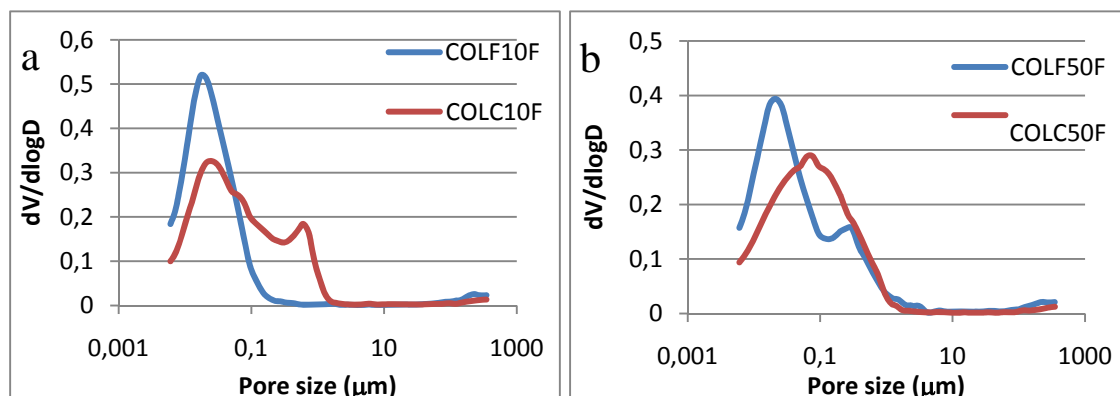 a
COLF10F
COLC10F
dV/dlogD
0,6
0,5
0,4
0,3
0,2
0,1
0
0,001
0,1
10
1000
Pore size (μm)
b
COLF50F
COLC50F
dV/dlogD
0,5
0,4
0,3
0,2
0,1
0
0,001
0,1
10
1000
Pore size (μm)